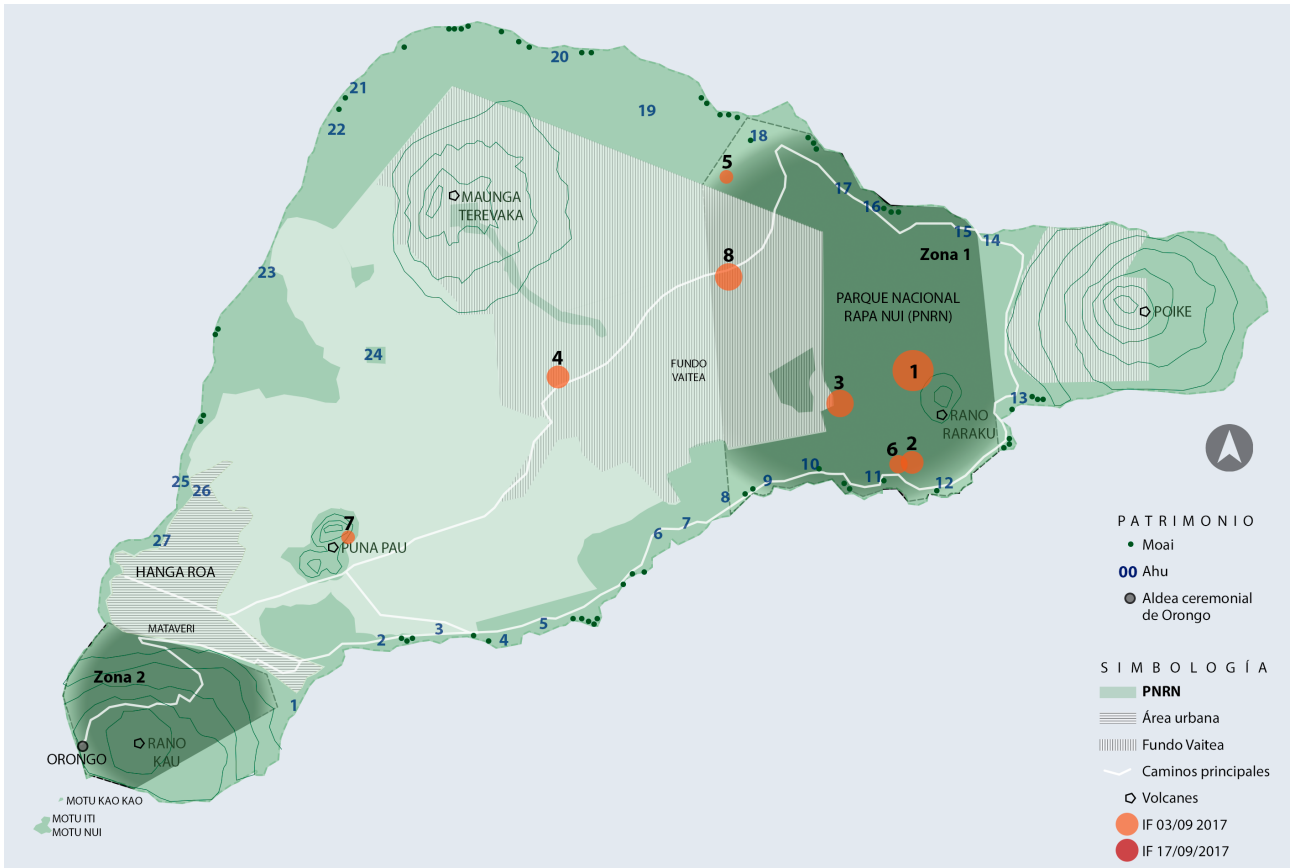 20
21
19
22
18
5
MAUNGA
TEREVAKA
17
16
15
14
Zona 1
8
23
PARQUE NACIONAL
RAPA NUI (PNRN)
POIKE
24
4
FUNDO
VAITEA
1
3
13
RANO
RARAKU
6
2
10
11
9
12
8
25
26
7
6
7
PUNA PAU
27
HANGA ROA
MATAVERI
5
3
2
4
Zona 2
1
RANO
KAU
ORONGO
MOTU KAO KAO
MOTU ITI
MOTU NUI
PATRIMONIO
Moai
00 Ahu
Aldea ceremonial
de Orongo
SIMBOLOGÍA
PNRN
Área urbana
Fundo Vaitea
Caminos principales
Volcanes
IF 03/09 2017
IF 17/09/2017